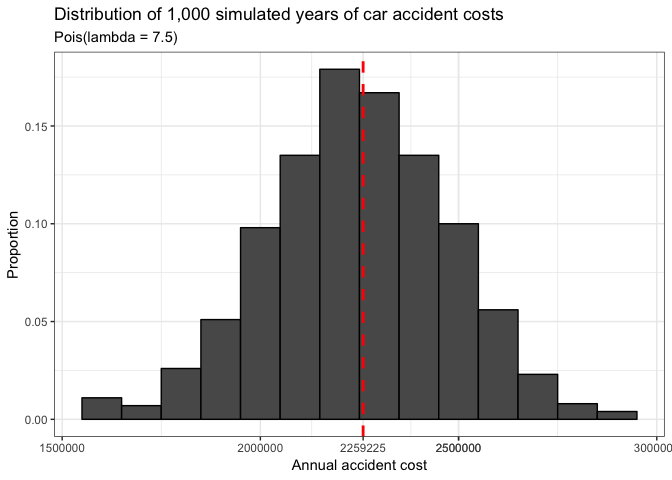 Distribution of 1,000 simulated years of car accident costs
Pois(lambda = 7.5)
0.15
0.10
0.05
0.00
Proportion
1500000 2000000 2259225 2500000 300000
Annual accident cost